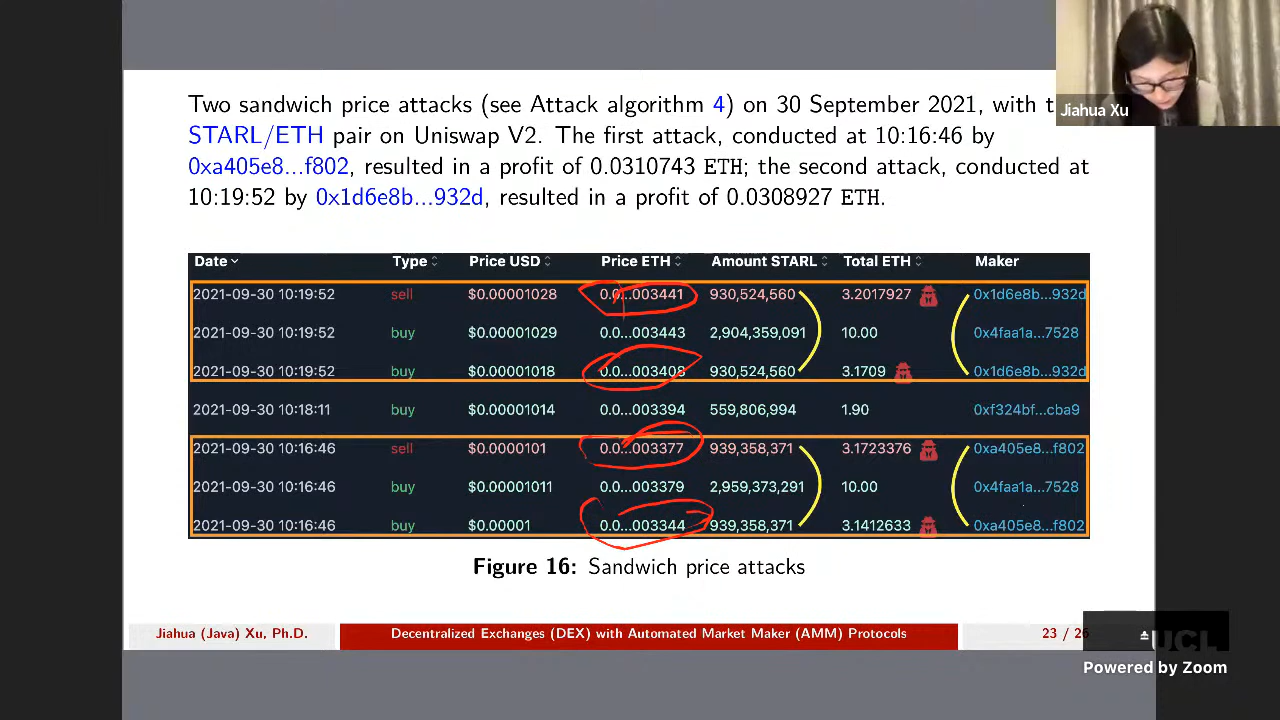 Two sandwich price attacks (see Attack algorithm 4) on 30 September 2021, with t
STARL/ETH pair on Uniswap V2. The first attack, conducted at 10:16:46 by
0xa405e8...f802, resulted in a profit of 0.0310743 ETH; the second attack, conducted at
10:19:52 by 0x1d6e8b...932d, resulted in a profit of 0.0308927 ETH.
Jiahua Xu
Date Type Price USD Price ETH Amount STARL Total ETH Maker
2021-09-30 10:19:52 sell $0.00001028 0.0...003441 930,524,560 3.2017927 0x1d6e8b...932d
2021-09-30 10:19:52 buy $0.00001029 0.0...003443 2,904,359,091 10.00 0x4faa1a...7528
2021-09-30 10:19:52 buy $0.00001018 0.0...003408 930,524,560 3.1709 0x1d6e8b...932d
2021-09-30 10:18:11 buy $0.00001014 0.0...003394 559,806,994 1.90 0xf324bf...cba9
2021-09-30 10:16:46 sell $0.0000101 0.0...003377 939,358,371 3.1723376 0xa405e8...f802
2021-09-30 10:16:46 buy $0.00001011 0.0...003379 2,959,373,291 10.00 0x4faa1a...7528
2021-09-30 10:16:46 buy $0.00001 0.0...003344 939,358,371 3.1412633 0xa405e8...f802
Figure 16: Sandwich price attacks
Jiahua (Java) Xu, Ph.D. Decentralized Exchanges (DEX) with Automated Market Maker (AMM) Protocols 23 / 26
UCL
Powered by Zoom